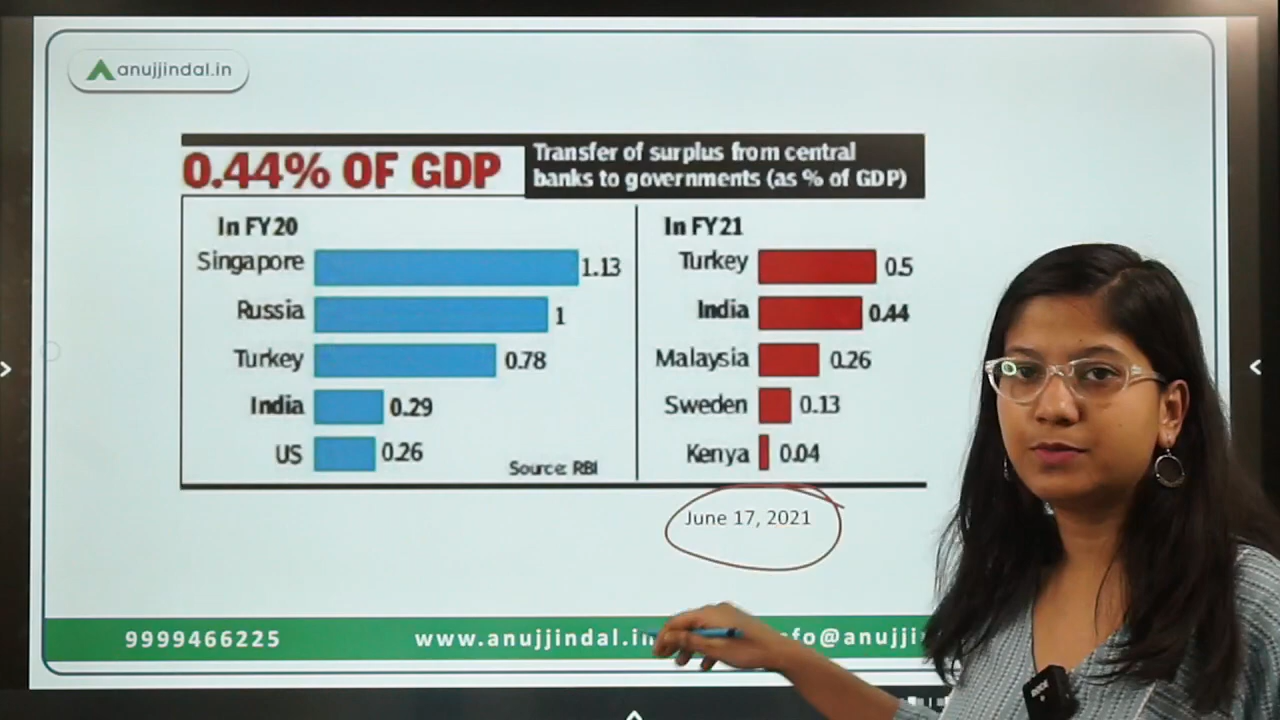 anujjindal.in
0.44% OF GDP
Transfer of surplus from central
banks to governments (as % of GDP)
In FY20
Singapore 1.13
Russia 1
Turkey 0.78
India 0.29
US 0.26
Source: RBI
In FY21
Turkey 0.5
India 0.44
Malaysia 0.26
Sweden 0.13
Kenya 0.04
June 17, 2021
9999466225
www.anujjindal.in